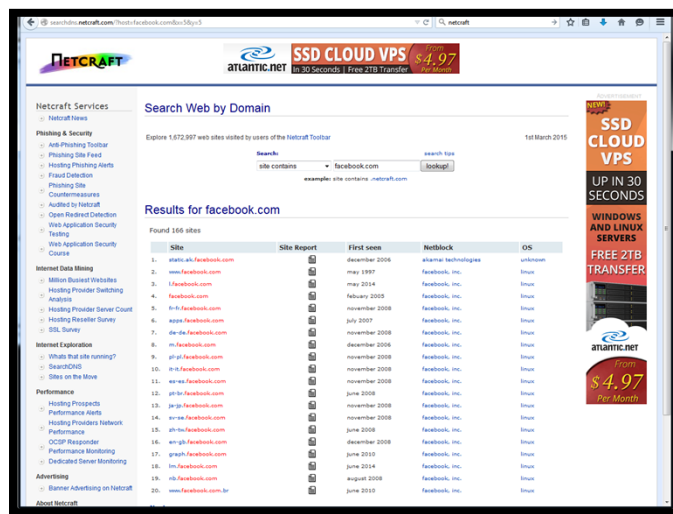 searchdns.netcraft.com/?host=facebook.com&x=5&y=5
netcraft
NETCRAFT
atlantic.net
SSD CLOUD VPS
In 30 Seconds | Free 2TB Transfer
From
$4.97
Per Month
Netcraft Services
Netcraft News
Phishing & Security
Anti-Phishing Toolbar
Phishing Site Feed
Hosting Phishing Alerts
Fraud Detection
Phishing Site
Countermeasures
Audited by Netcraft
Open Redirect Detection
Web Application Security
Testing
Web Application Security
Course
Internet Data Mining
Million Busiest Websites
Hosting Provider Switching
Analysis
Hosting Provider Server Count
Hosting Reseller Survey
SSL Survey
Internet Exploration
Whats that site running?
SearchDNS
Sites on the Move
Performance
Hosting Prospects
Performance Alerts
Hosting Providers Network
Performance
OCSP Responder
Performance Monitoring
Dedicated Server Monitoring
Advertising
Banner Advertising on Netcraft
About Netcraft
Search Web by Domain
Explore 1,672,997 web sites visited by users of the Netcraft Toolbar 1st March 2015
Search: search tips
site contains facebook.com lookup!
example: site contains .netcraft.com
Results for facebook.com
Found 166 sites
Site Site Report First seen Netblock OS
1. static.ak.facebook.com december 2006 akamai technologies unknown
2. www.facebook.com may 1997 facebook, inc. linux
3. l.facebook.com may 2014 facebook, inc. linux
4. facebook.com febuary 2005 facebook, inc. linux
5. fr-fr.facebook.com november 2008 facebook, inc. linux
6. apps.facebook.com july 2007 facebook, inc. linux
7. de-de.facebook.com november 2008 facebook, inc. linux
8. m.facebook.com december 2006 facebook, inc. linux
9. pl-pl.facebook.com november 2008 facebook, inc. linux
10. it-it.facebook.com november 2008 facebook, inc. linux
11. es-es.facebook.com november 2008 facebook, inc. linux
12. pt-br.facebook.com june 2008 facebook, inc. linux
13. ja-jp.facebook.com november 2008 facebook, inc. linux
14. sv-se.facebook.com november 2008 facebook, inc. linux
15. zh-tw.facebook.com june 2008 facebook, inc. linux
16. en-gb.facebook.com december 2008 facebook, inc. linux
17. graph.facebook.com june 2010 facebook, inc. linux
18. lm.facebook.com june 2014 facebook, inc. linux
19. nb.facebook.com august 2008 facebook, inc. linux
20. www.facebook.com.br june 2010 facebook, inc. linux
ADVERTISEMENT
NEW!
SSD
CLOUD
VPS
UP IN 30
SECONDS
WINDOWS
AND LINUX
SERVERS
FREE 2TB
TRANSFER
atlantic.net
From
$4.97
Per Month